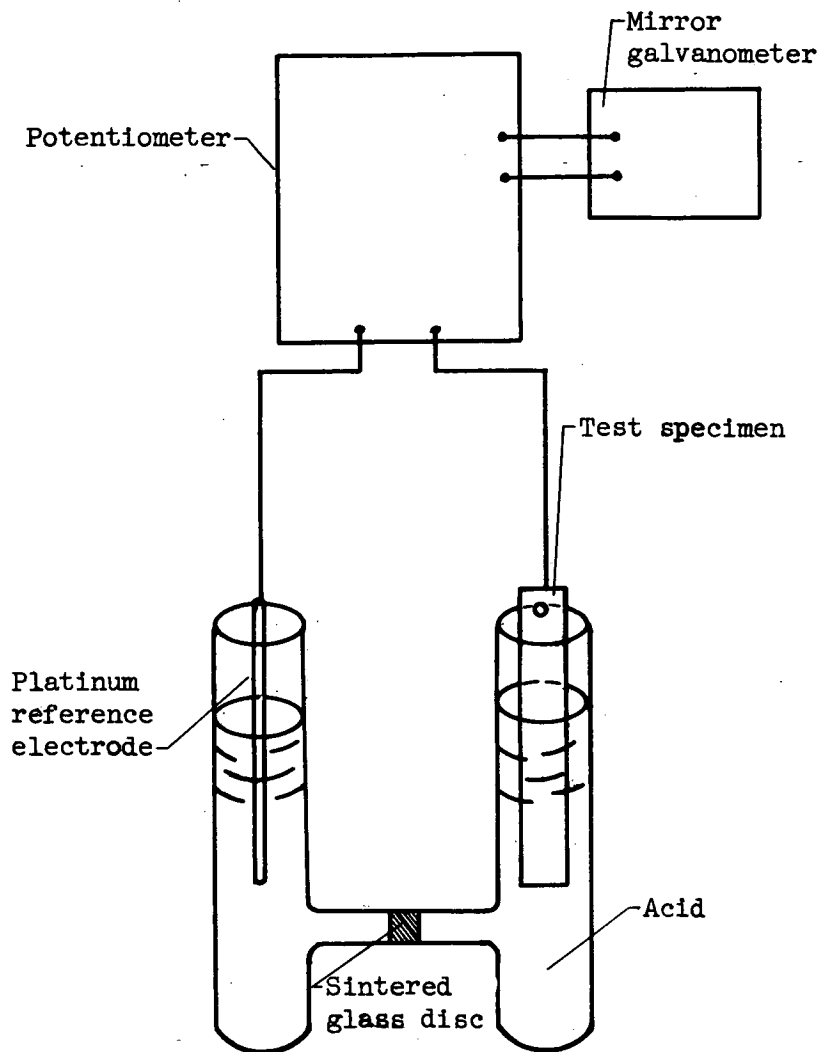 Mirror
galvanometer
Potentiometer
Test specimen
Platinum
reference
electrode
Acid
Sintered
glass disc